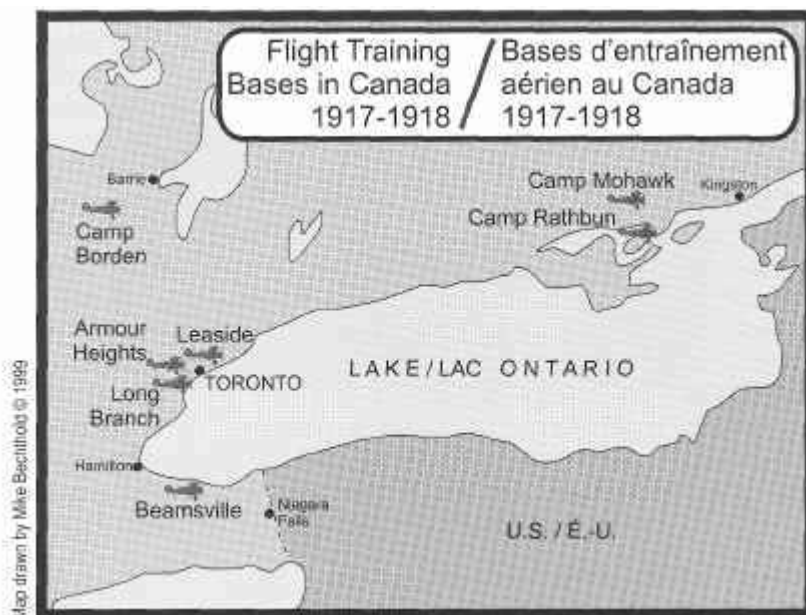 Flight Training
Bases in Canada
1917-1918
/
Bases d'entraînement
aérien au Canada
1917-1918
Barrie
Camp
Borden
Camp Mohawk
Kingston
Camp Rathbun
Armour
Heights
Leaside
TORONTO
Long
Branch
LAKE/LAC ONTARIO
Hamilton
Beamsville
Niagara
Falls
U.S./É.-U.
Map drawn by Mike Bechthold © 1999